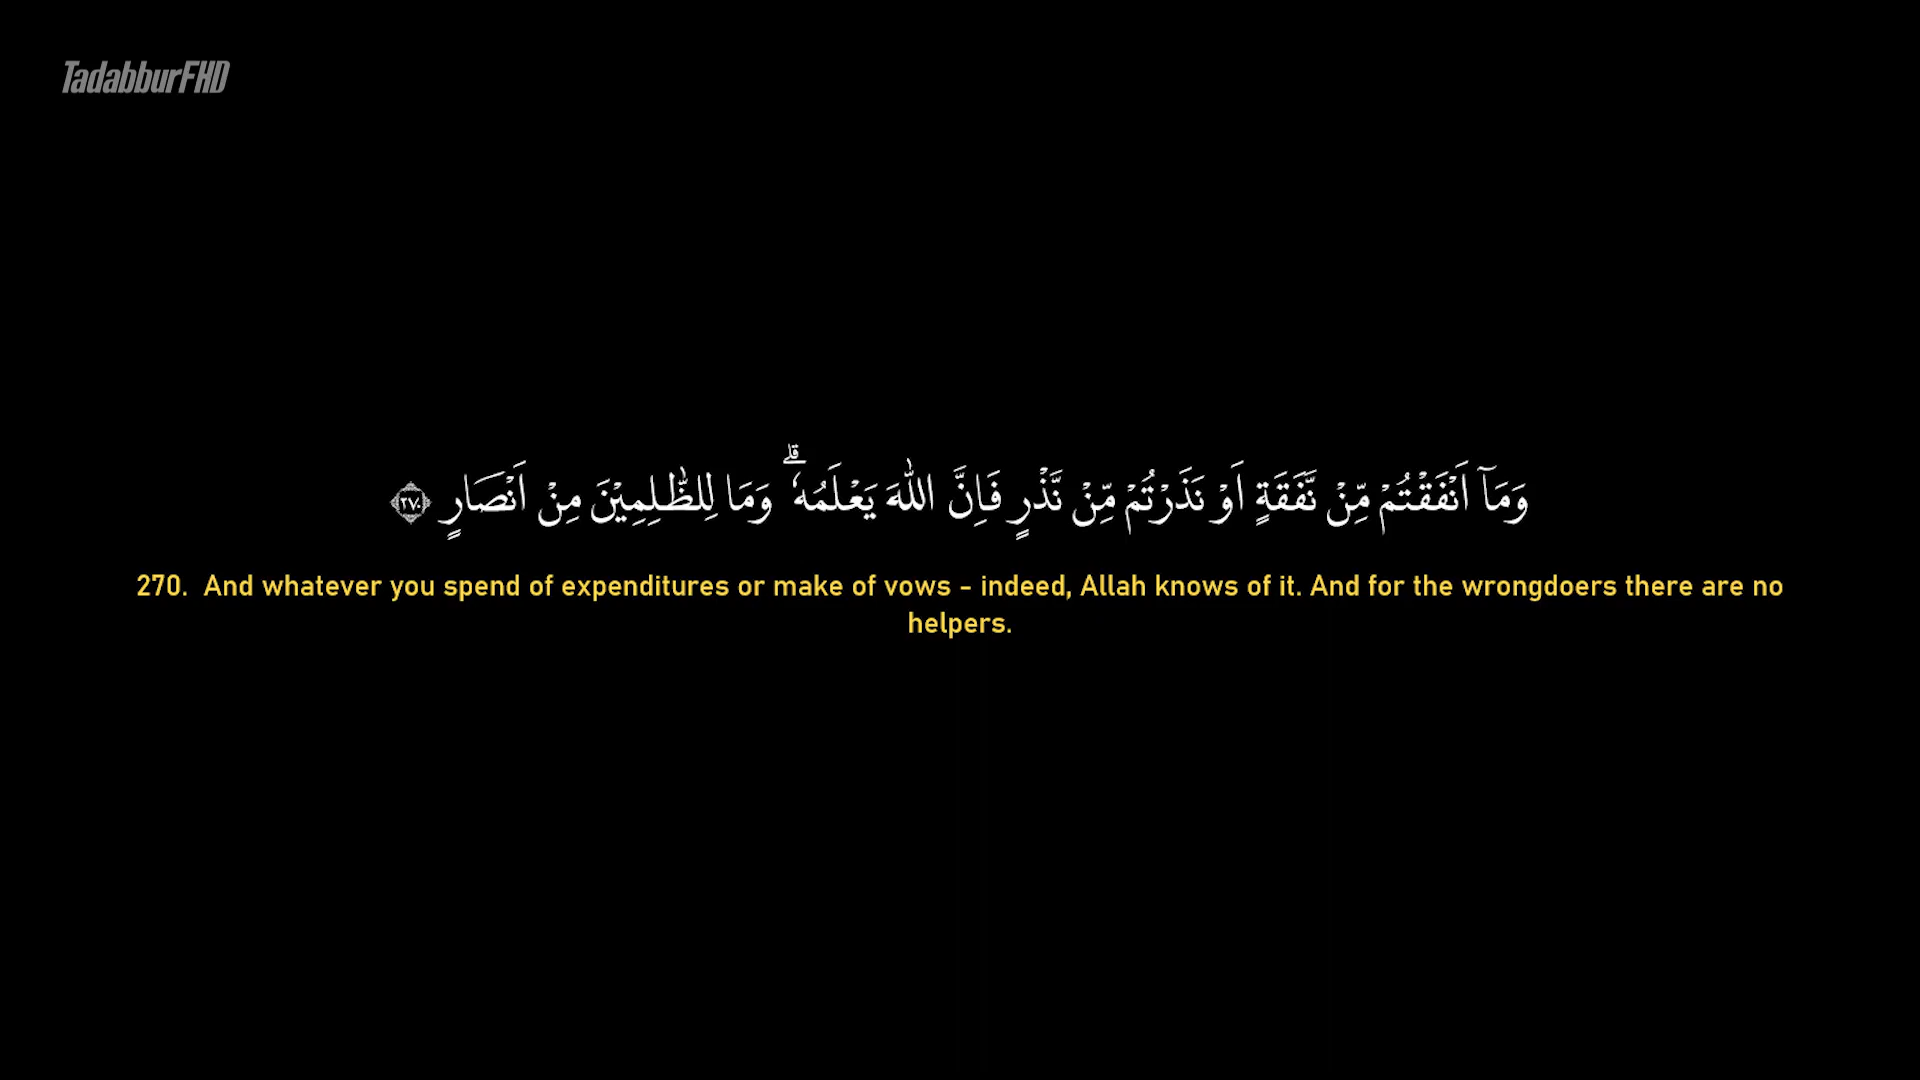 TadabburFHD
وَمَآ اَنْفَقْتُمْ مِّنْ نَّفَقَةٍ اَوْ نَذَرْتُمْ مِّنْ نَّذْرٍ فَاِنَّ اللّٰهَ يَعْلَمُهٗ ۗ وَمَا لِلظّٰلِمِيْنَ مِنْ اَنْصَارٍ ٢٧٠
270. And whatever you spend of expenditures or make of vows - indeed, Allah knows of it. And for the wrongdoers there are no
helpers.